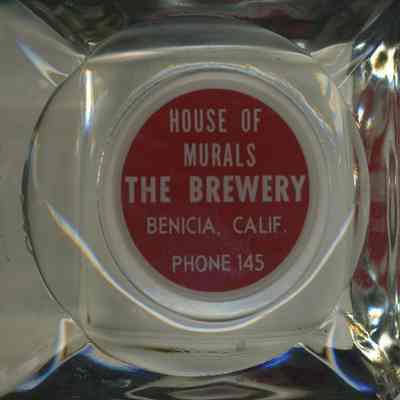 HOUSE OF
MURALS
THE BREWERY
BENICIA, CALIF.
PHONE 145